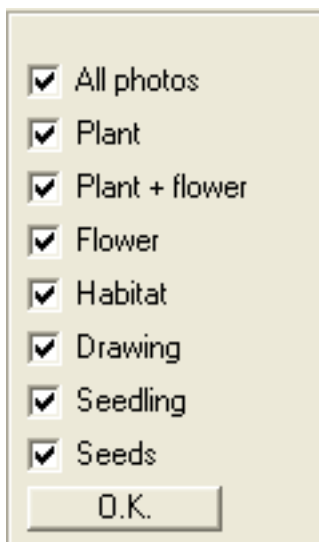 All photos
Plant
Plant + flower
Flower
Habitat
Drawing
Seedling
Seeds
O.K.